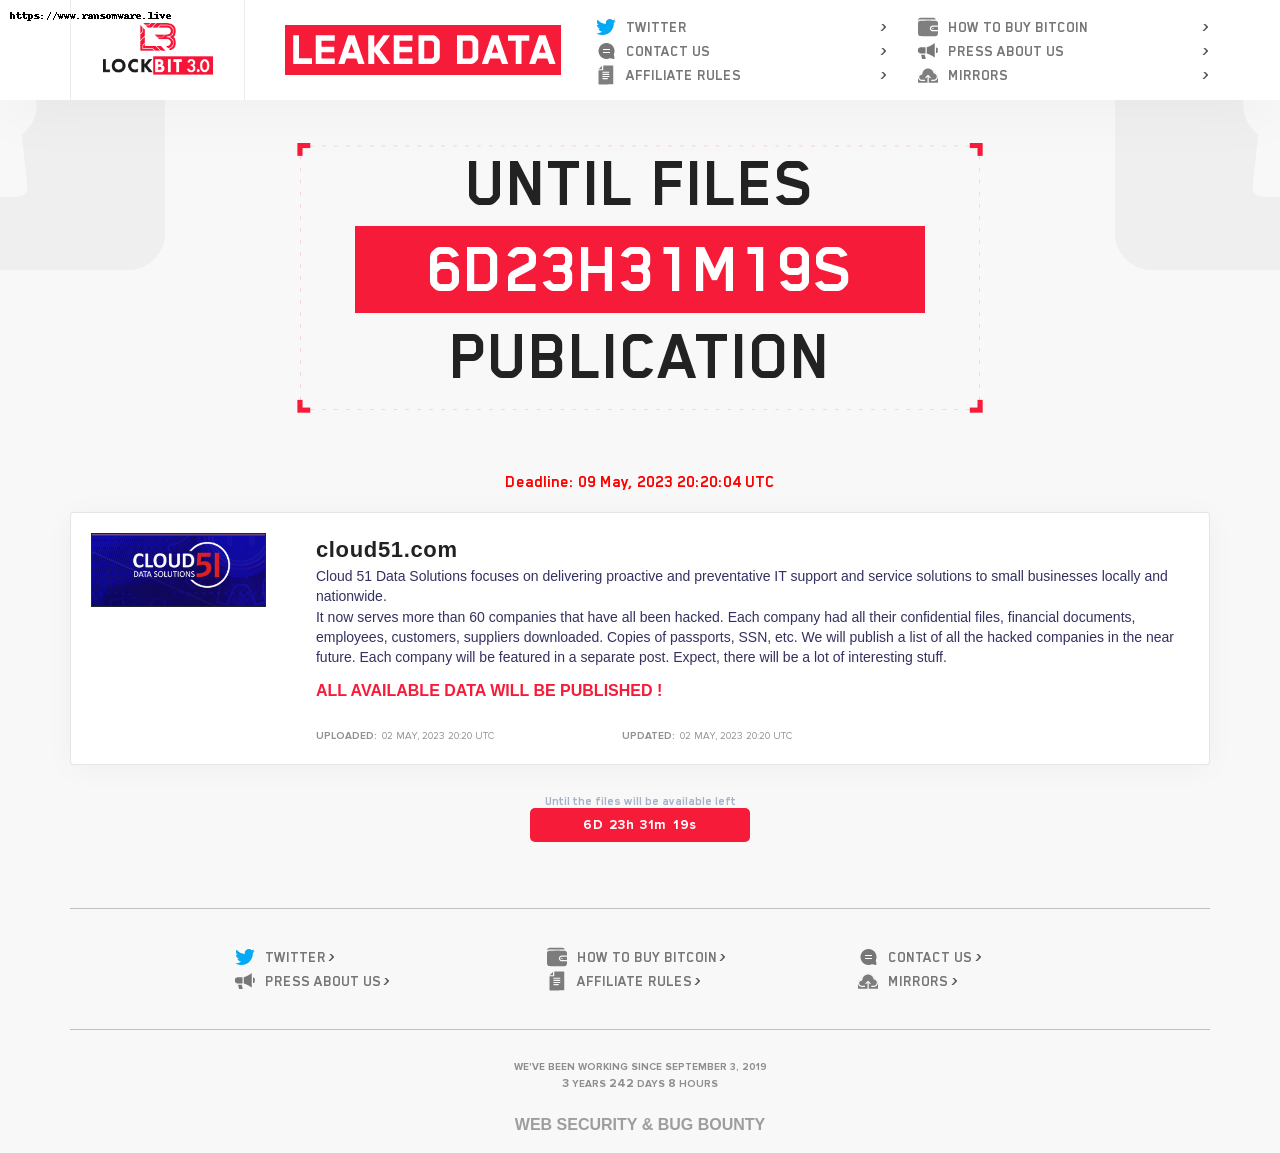 https://www.ransomware.live
LOCKBIT 3.0
LEAKED DATA
TWITTER
CONTACT US
AFFILIATE RULES
HOW TO BUY BITCOIN
PRESS ABOUT US
MIRRORS
UNTIL FILES
6D23H31M19S
PUBLICATION
Deadline: 09 May, 2023 20:20:04 UTC
CLOUD51
DATA SOLUTIONS
cloud51.com
Cloud 51 Data Solutions focuses on delivering proactive and preventative IT support and service solutions to small businesses locally and
nationwide.
It now serves more than 60 companies that have all been hacked. Each company had all their confidential files, financial documents,
employees, customers, suppliers downloaded. Copies of passports, SSN, etc. We will publish a list of all the hacked companies in the near
future. Each company will be featured in a separate post. Expect, there will be a lot of interesting stuff.
ALL AVAILABLE DATA WILL BE PUBLISHED !
UPLOADED: 02 MAY, 2023 20:20 UTC
UPDATED: 02 MAY, 2023 20:20 UTC
Until the files will be available left
6D 23h 31m 19s
TWITTER
HOW TO BUY BITCOIN
CONTACT US
PRESS ABOUT US
AFFILIATE RULES
MIRRORS
WE'VE BEEN WORKING SINCE SEPTEMBER 3, 2019
3 YEARS 242 DAYS 8 HOURS
WEB SECURITY & BUG BOUNTY